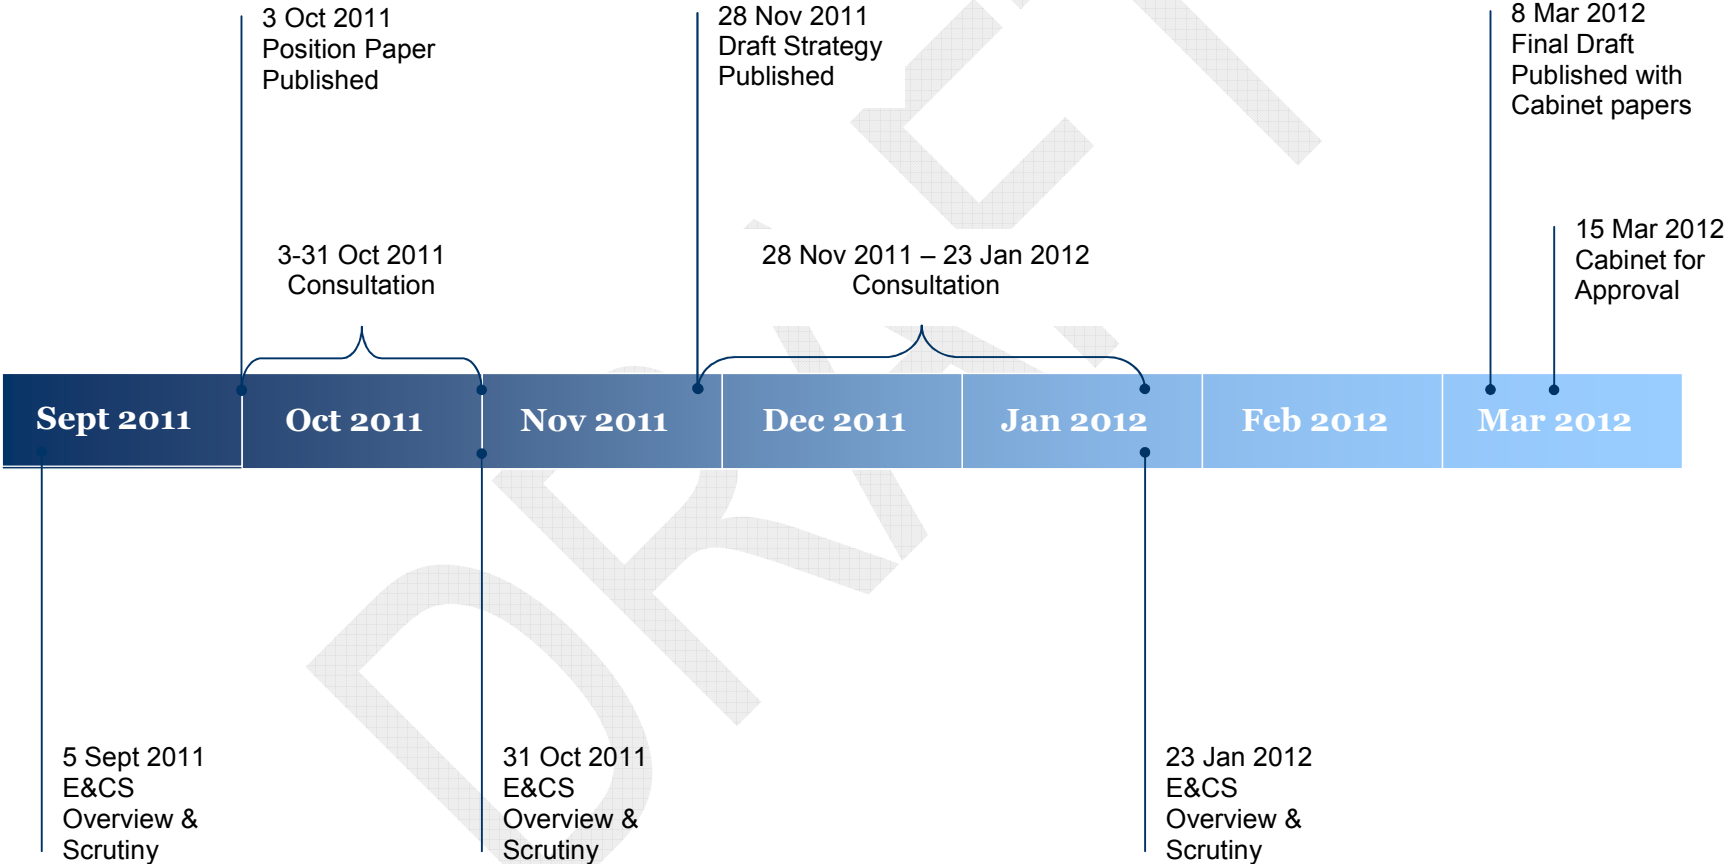 3 Oct 2011
Position Paper
Published
28 Nov 2011
Draft Strategy
Published
8 Mar 2012
Final Draft
Published with
Cabinet papers
15 Mar 2012
Cabinet for
Approval
3-31 Oct 2011
Consultation
28 Nov 2011 – 23 Jan 2012
Consultation
Sept 2011
Oct 2011
Nov 2011
Dec 2011
Jan 2012
Feb 2012
Mar 2012
5 Sept 2011
E&CS
Overview &
Scrutiny
31 Oct 2011
E&CS
Overview &
Scrutiny
23 Jan 2012
E&CS
Overview &
Scrutiny
DRAFT